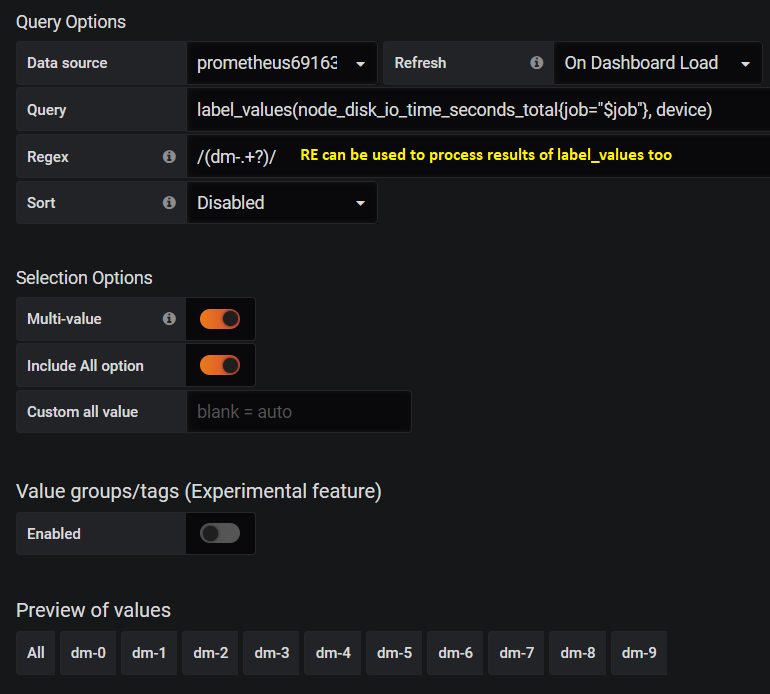 Query Options
Data source prometheus69163 Refresh On Dashboard Load
Query label_values(node_disk_io_time_seconds_total{job="$job"}, device)
Regex /(dm-.+?)/ RE can be used to process results of label_values too
Sort Disabled
Selection Options
Multi-value
Include All option
Custom all value blank = auto
Value groups/tags (Experimental feature)
Enabled
Preview of values
All dm-0 dm-1 dm-2 dm-3 dm-4 dm-5 dm-6 dm-7 dm-8 dm-9